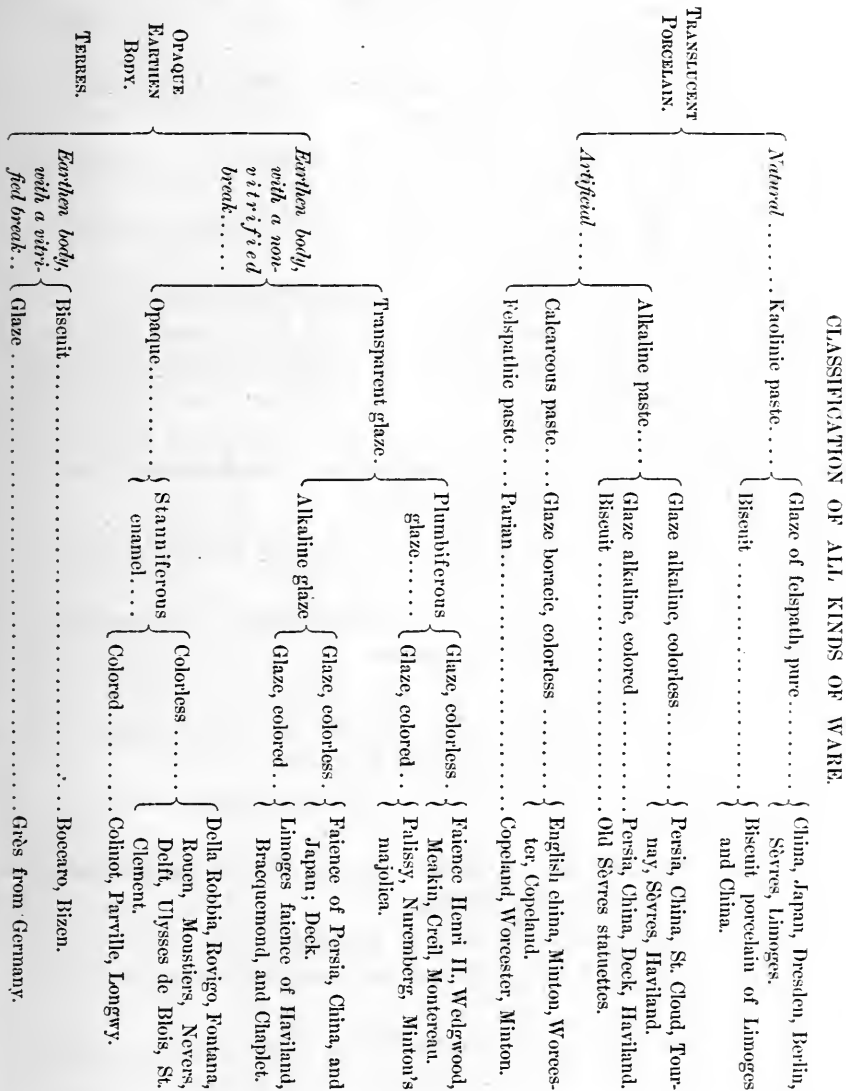 CLASSIFICATION OF ALL KINDS OF WARE.
TRANSLUCENT
PORCELAIN.
Natural ....... Kaolinic paste....
Glaze of felspath, pure ..........
China, Japan, Dresden, Berlin,
Sèvres, Limoges.
Biscuit ......................
Biscuit porcelain of Limoges
and China.
Artificial ....
Alkaline paste....
Glaze alkaline, colorless..........
Persia, China, St. Cloud, Tour-
nay, Sèvres, Haviland.
Glaze alkaline, colored ..........
Persia, China, Deck, Haviland.
Biscuit ......................
Old Sèvres statuettes.
Calcareous paste.... Glaze boracic, colorless ..........
English china, Minton, Worces-
ter, Copeland.
Felspathic paste .... Parian......................
Copeland, Worcester, Minton.
OPAQUE
EARTHEN
BODY.
TERRES.
Earthen body,
with a non-
vitrified
break......
Transparent glaze.
Plumbiferous
glaze......
Glaze, colorless.
Faience Henri II., Wedgwood,
Meakin, Creil, Montereau.
Glaze, colored ..
Palissy, Nuremberg, Minton's
majolica.
Alkaline glaze
Glaze, colorless.
Faience of Persia, China, and
Japan; Deck.
Glaze, colored ..
Limoges faience of Haviland,
Bracquemond, and Chaplet.
Opaque..........
Stanniferous
enamel....
Colorless ......
Della Robbia, Rovigo, Fontana,
Rouen, Moustiers, Nevers,
Delft, Ulysses de Blois, St.
Clement.
Colored..........
Colinot, Parville, Longwy.
Earthen body,
with a vitri-
fied break..
Biscuit......................
Boccaro, Bizen.
Glaze ......................
Grès from Germany.